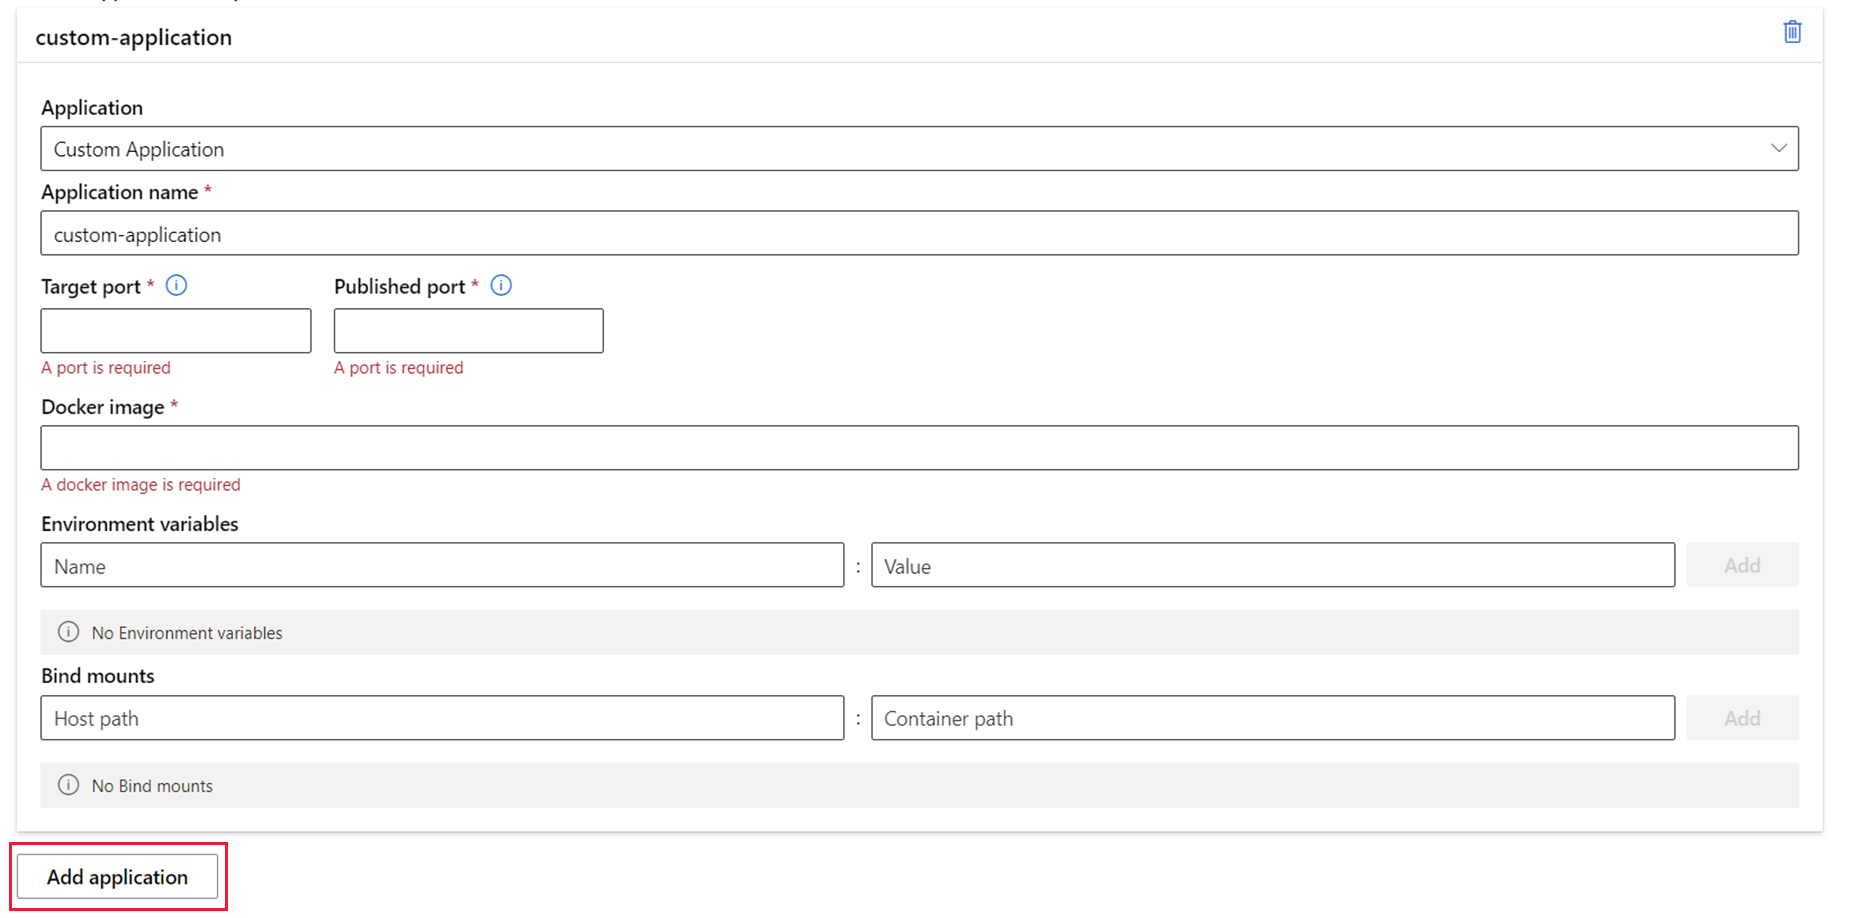 custom-application
Application
Custom Application
Application name *
custom-application
Target port * Published port *
A port is required A port is required
Docker image *
A docker image is required
Environment variables
Name : Value Add
No Environment variables
Bind mounts
Host path : Container path Add
No Bind mounts
Add application